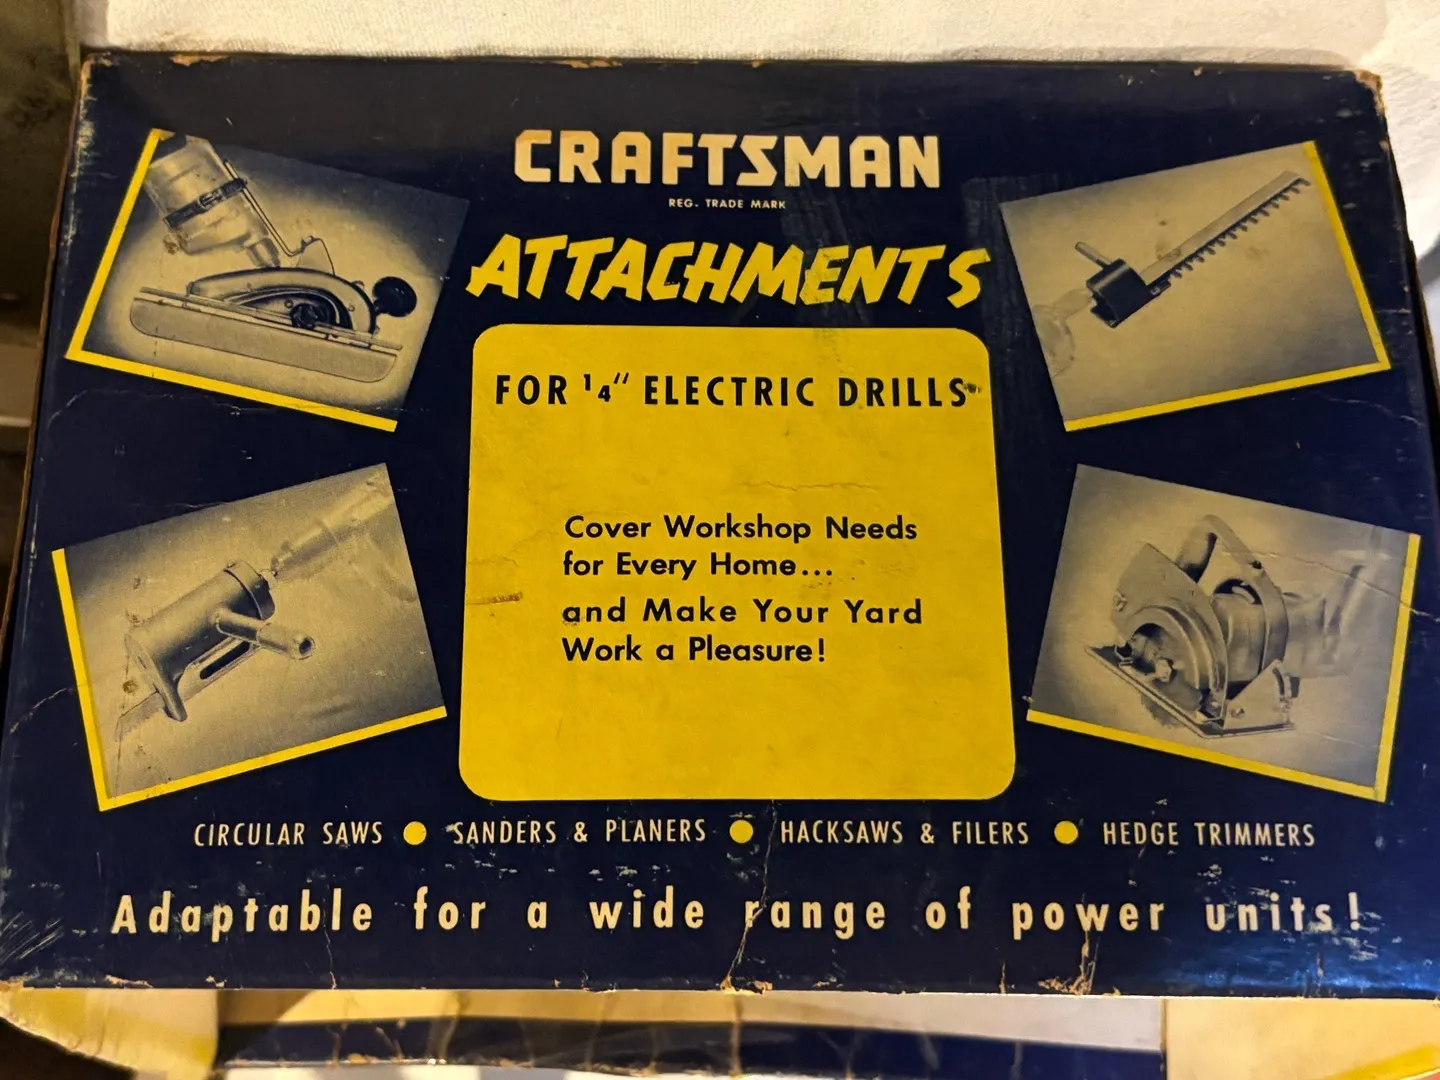 CRAFTSMAN
REG. TRADE MARK
ATTACHMENTS
FOR 1/4" ELECTRIC DRILLS
Cover Workshop Needs
for Every Home...
and Make Your Yard
Work a Pleasure!
CIRCULAR SAWS ● SANDERS & PLANERS ● HACKSAWS & FILERS ● HEDGE TRIMMERS
Adaptable for a wide range of power units!